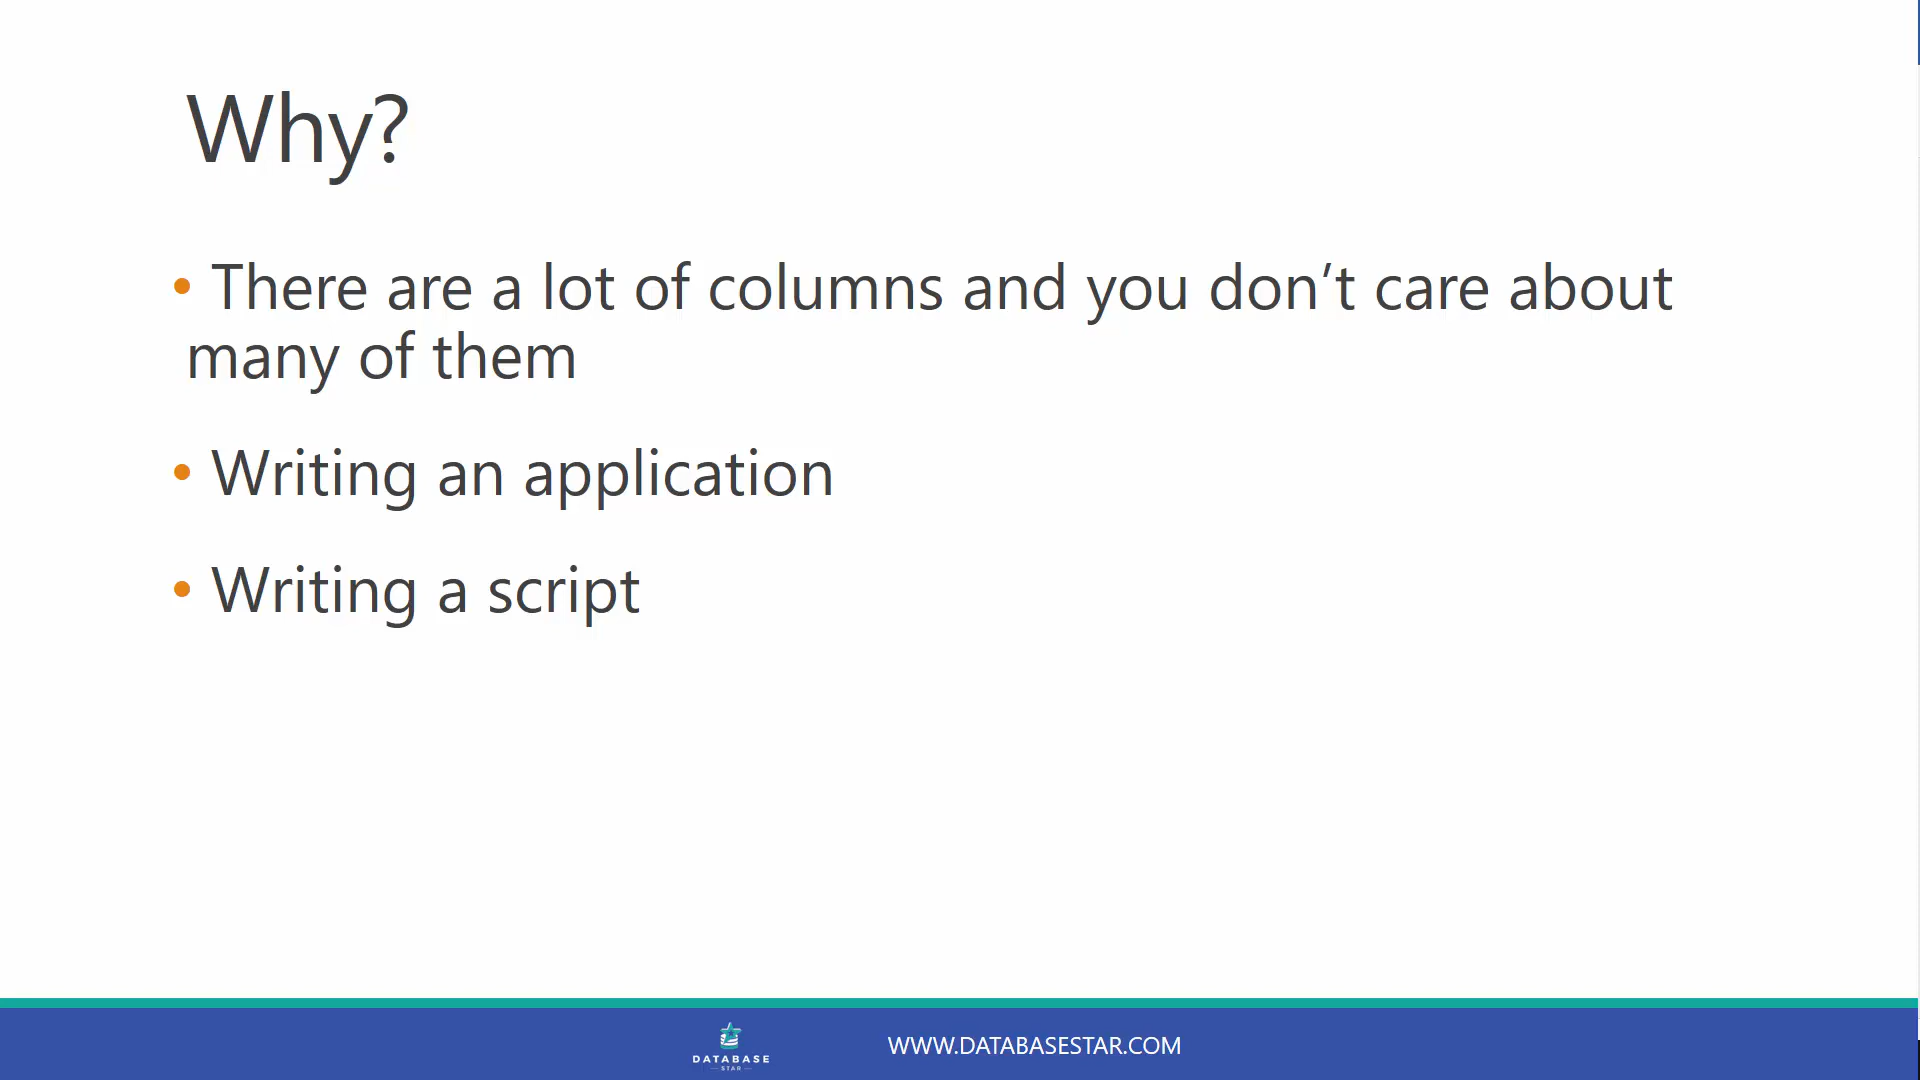 Why?
• There are a lot of columns and you don’t care about
many of them
• Writing an application
• Writing a script
DATABASE
STAR
WWW.DATABASESTAR.COM